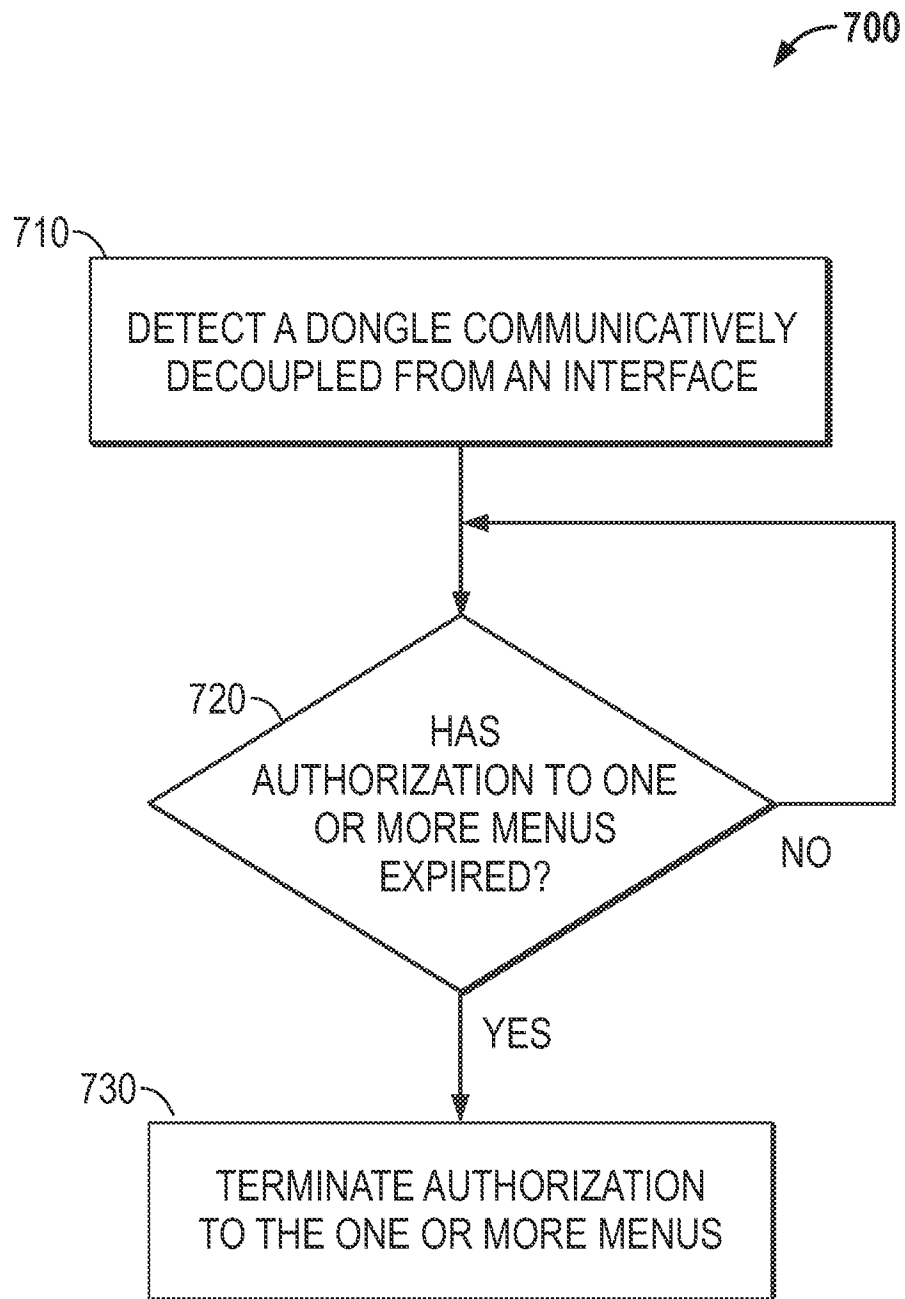 700
710
DETECT A DONGLE COMMUNICATIVELY
DECOUPLED FROM AN INTERFACE
720
HAS
AUTHORIZATION TO ONE
OR MORE MENUS
EXPIRED?
NO
YES
730
TERMINATE AUTHORIZATION
TO THE ONE OR MORE MENUS